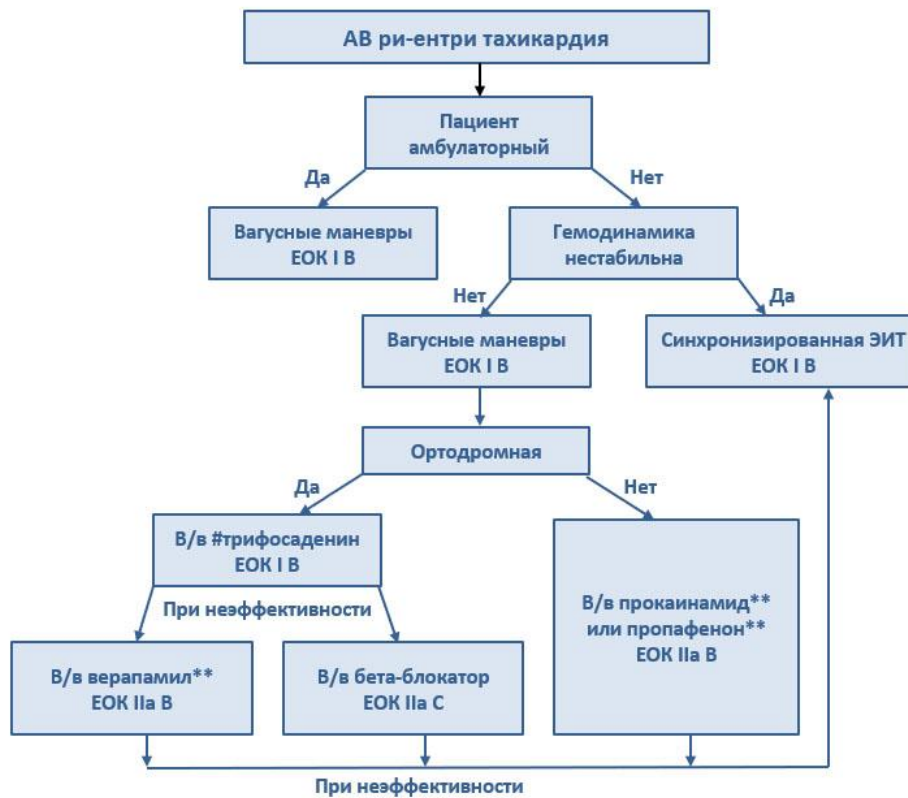 АВ ри-ентри тахикардия
Пациент
амбулаторный
Да
Нет
Вагусные маневры
ЕОК I B
Гемодинамика
нестабильна
Нет
Да
Вагусные маневры
ЕОК I B
Синхронизированная ЭИТ
ЕОК I B
Ортодромная
Да
Нет
В/в #трифосаденин
ЕОК I B
В/в прокаинамид**
или пропафенон**
ЕОК IIa B
При неэффективности
В/в верапамил**
ЕОК IIa B
В/в бета-блокатор
ЕОК IIa C
При неэффективности